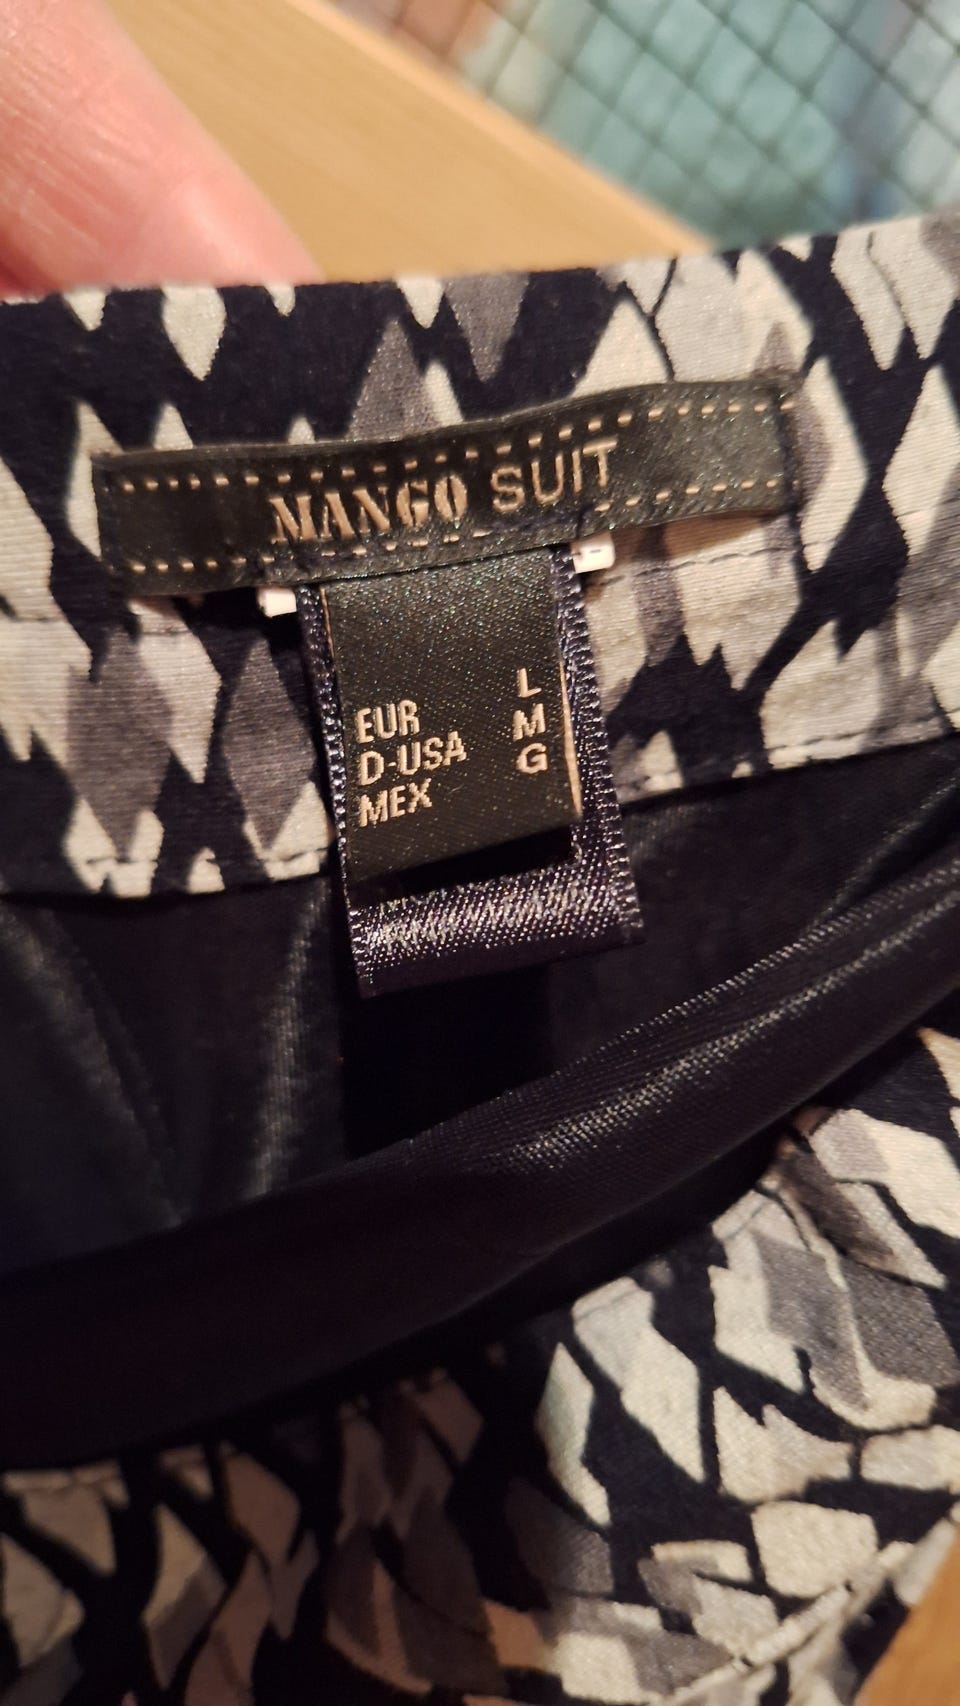 MANGO SUIT
EUR L
D-USA M
MEX G